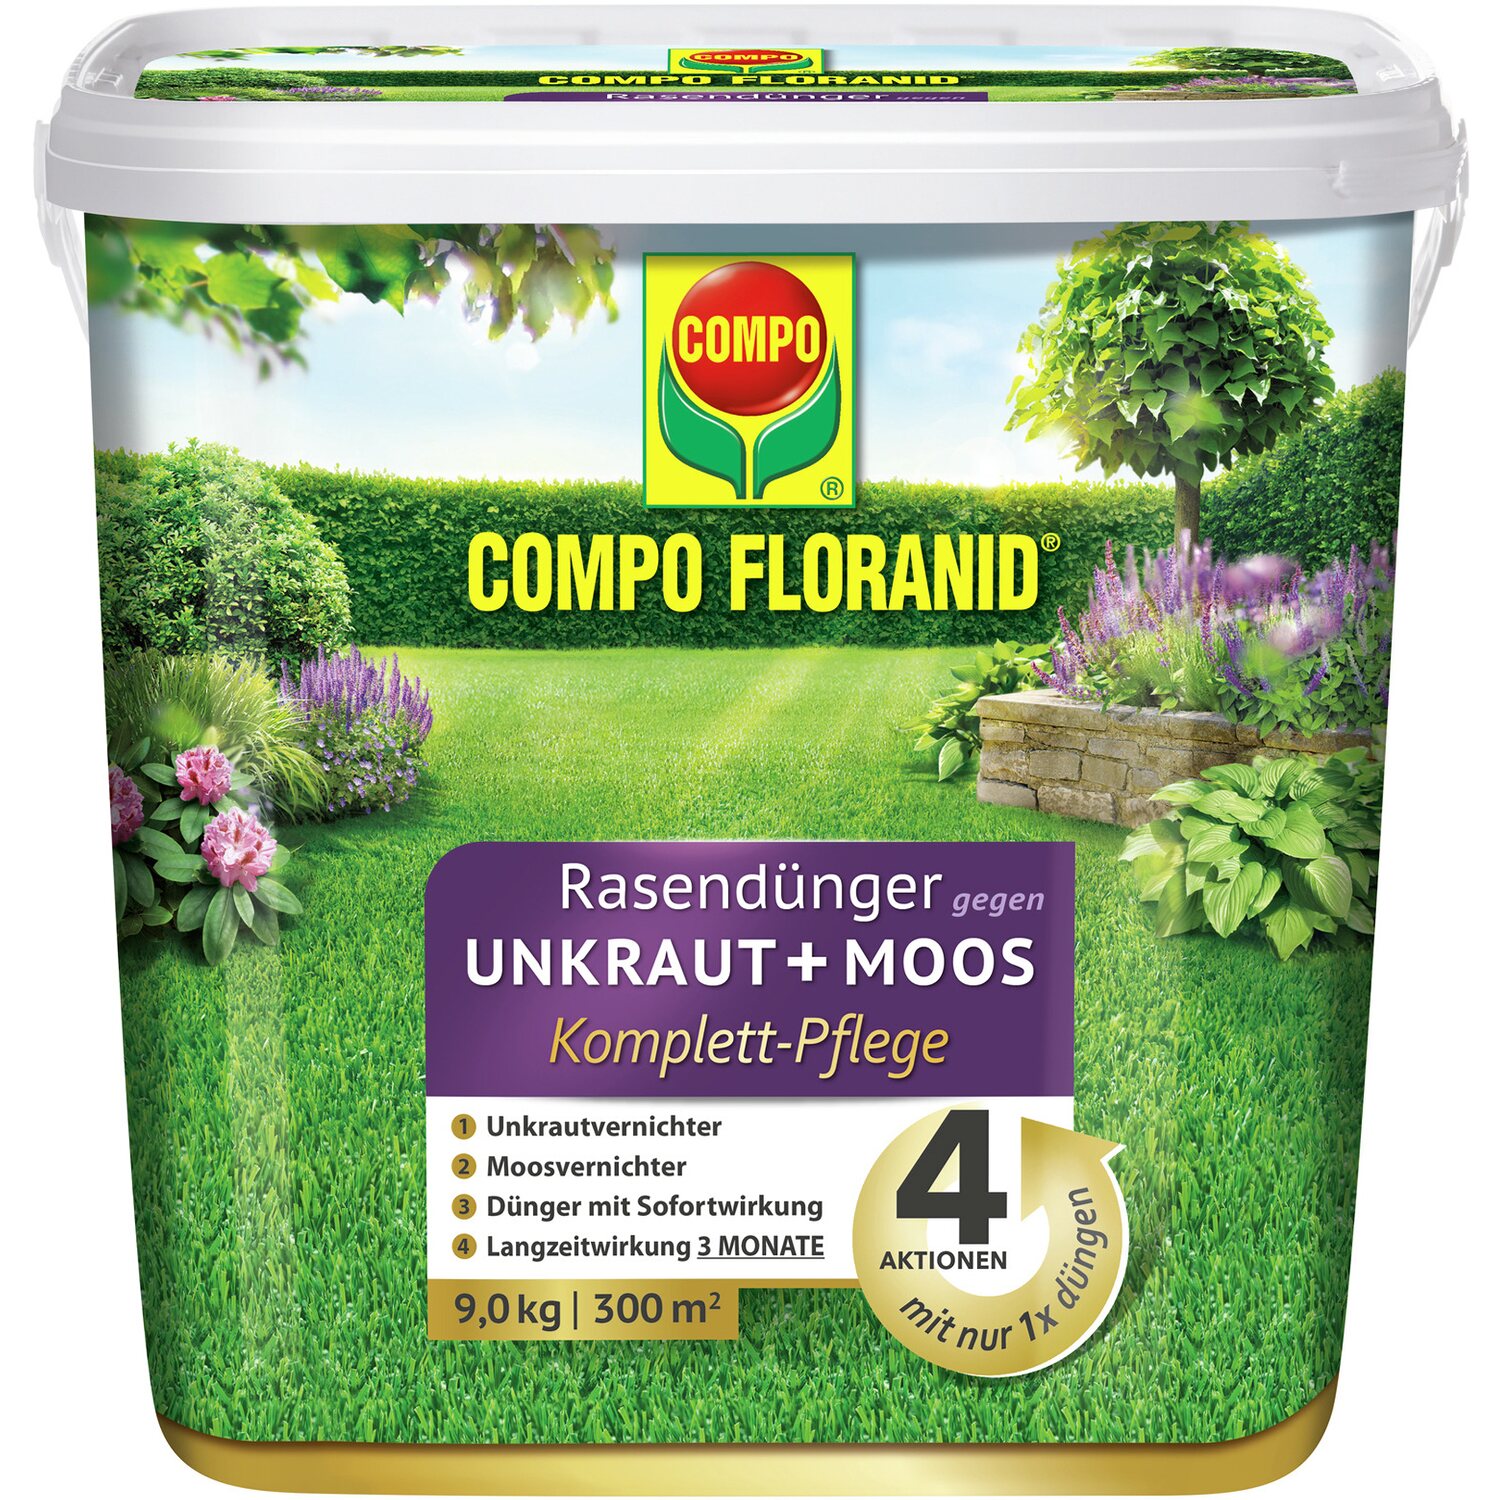 COMPO
COMPO FLORANID
Rasendünger gegen
COMPO
®
COMPO FLORANID®
Rasendünger gegen
UNKRAUT + MOOS
Komplett-Pflege
1 Unkrautvernichter
2 Moosvernichter
3 Dünger mit Sofortwirkung
4 Langzeitwirkung 3 MONATE
4
AKTIONEN
mit nur 1x düngen
9,0 kg | 300 m²